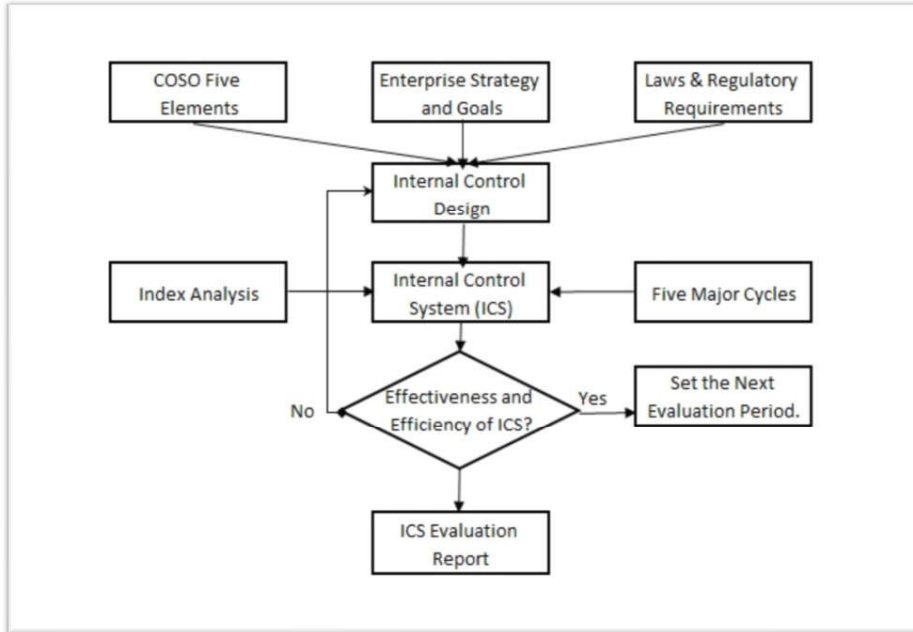 COSO Five
Elements
Enterprise Strategy
and Goals
Laws & Regulatory
Requirements
Internal Control
Design
Index Analysis
Internal Control
System (ICS)
Five Major Cycles
No
Effectiveness and
Efficiency of ICS?
Yes
Set the Next
Evaluation Period.
ICS Evaluation
Report